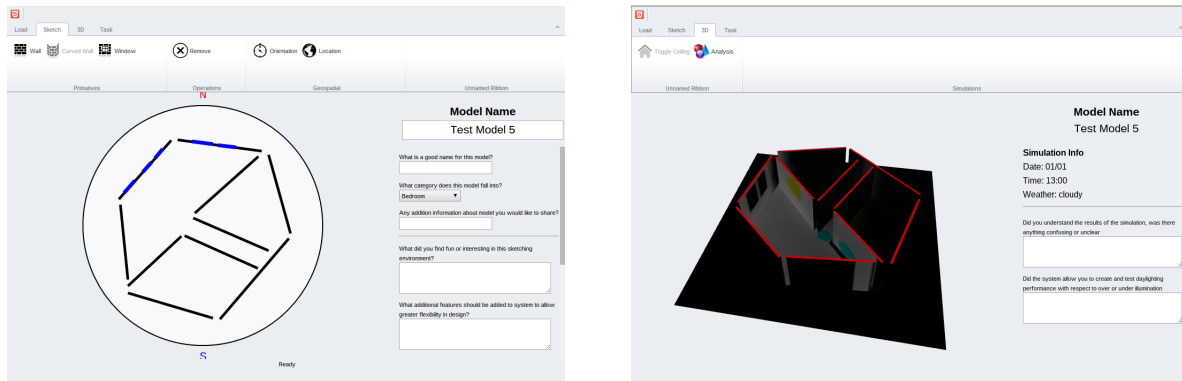 Load Sketch 3D Task
Wall Curved Wall Window Remove Orientation Location
Primatives Operations Geospatial Unnamed Ribbon
N
S
Ready
Model Name
Test Model 5
What is a good name for this model?
What category does this model fall into?
Bedroom
Any addition information about model you would like to share?
What did you find fun or interesting in this sketching
environment?
What additional features should be added to system to allow
greater flexibility in design?
Load Sketch 3D Task
Toggle Ceiling Analysis
Unnamed Ribbon Simulations
Model Name
Test Model 5
Simulation Info
Date: 01/01
Time: 13:00
Weather: cloudy
Did you understand the results of the simulation, was there
anything confusing or unclear
Did the system allow you to create and test daylighting
performance with respect to over or under illumination